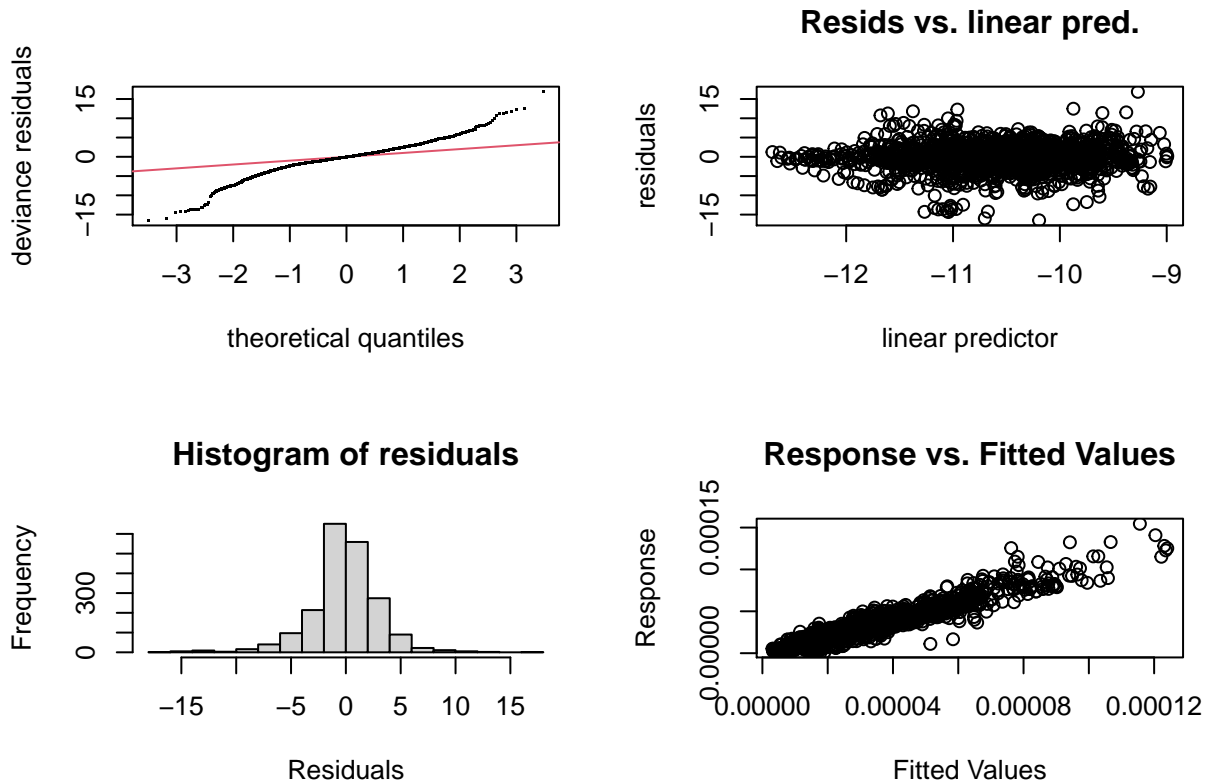 deviance residuals
−15
0
15
−3 −2 −1 0 1 2 3
theoretical quantiles
Resids vs. linear pred.
residuals
−15
0
15
−12 −11 −10 −9
linear predictor
Histogram of residuals
Frequency
0
300
−15 −5 0 5 10 15
Residuals
Response vs. Fitted Values
Response
0.00000
0.00015
0.00000 0.00004 0.00008 0.00012
Fitted Values